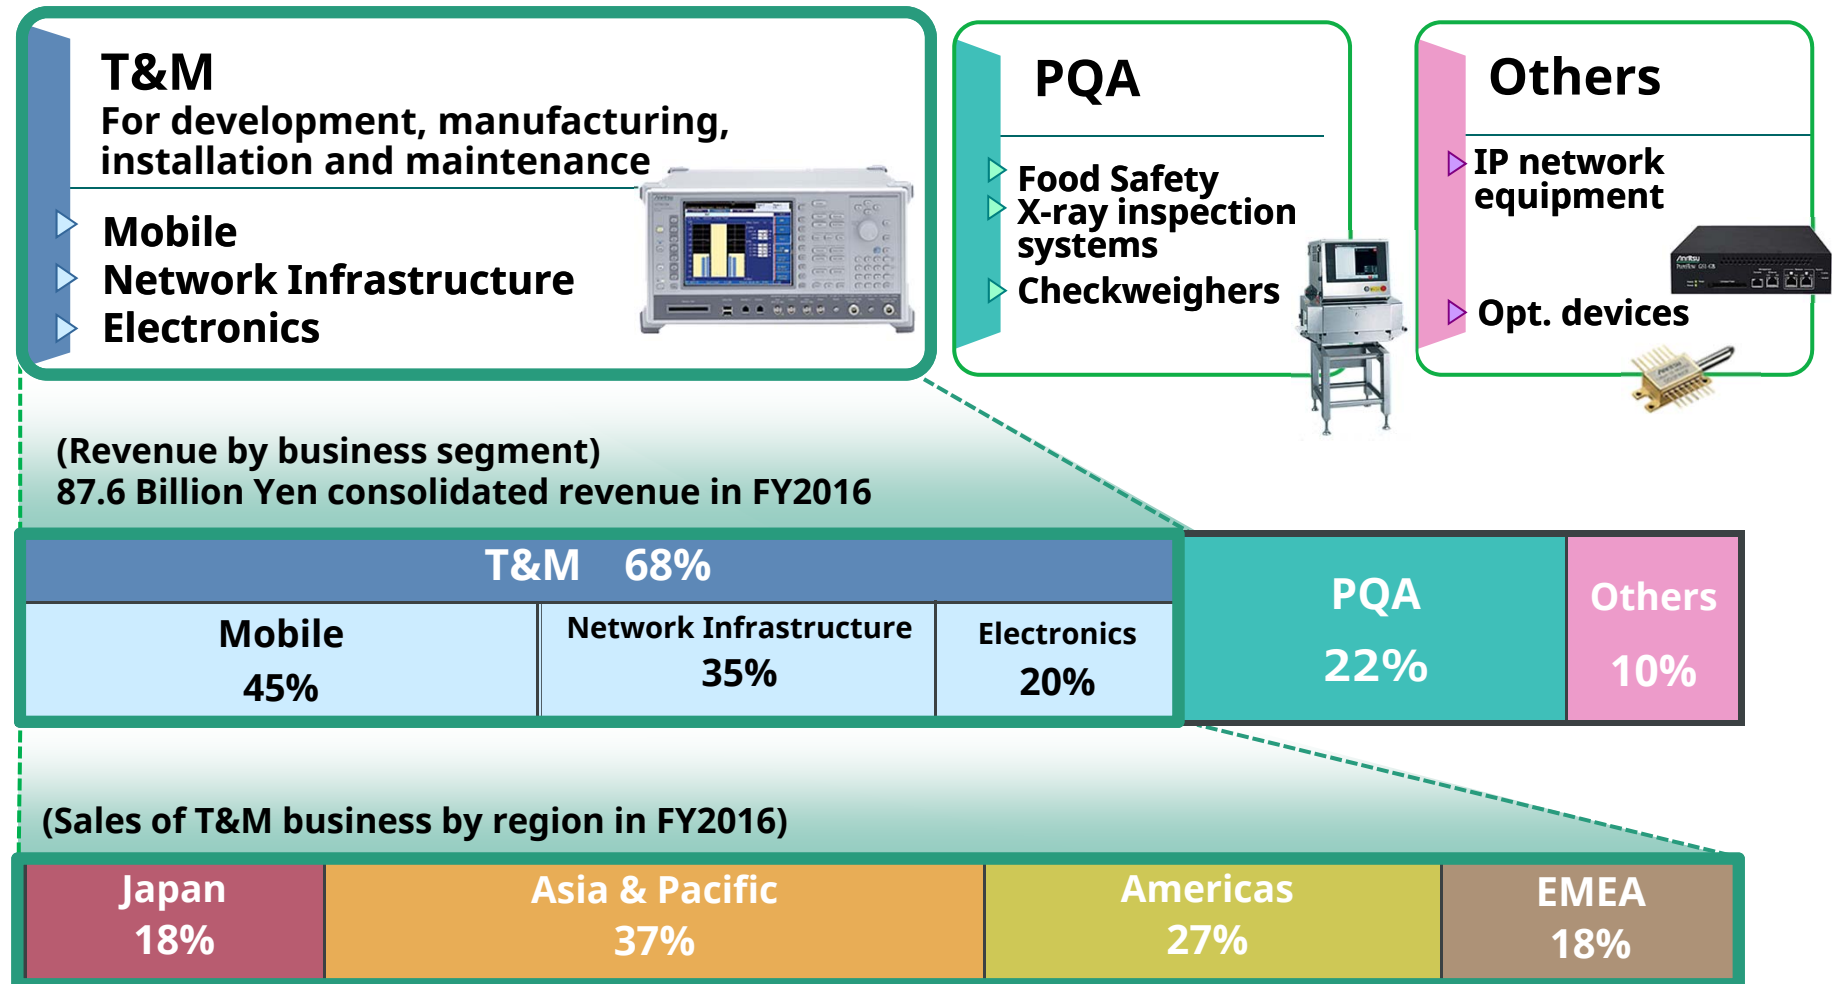 T&M
For development, manufacturing,
installation and maintenance
Mobile
Network Infrastructure
Electronics
PQA
Food Safety
X-ray inspection
systems
Checkweighers
Others
IP network
equipment
Anritsu
Opt. devices
(Revenue by business segment)
87.6 Billion Yen consolidated revenue in FY2016
T&M 68%
Mobile
45%
Network Infrastructure
35%
Electronics
20%
PQA
22%
Others
10%
(Sales of T&M business by region in FY2016)
Japan
18%
Asia & Pacific
37%
Americas
27%
EMEA
18%